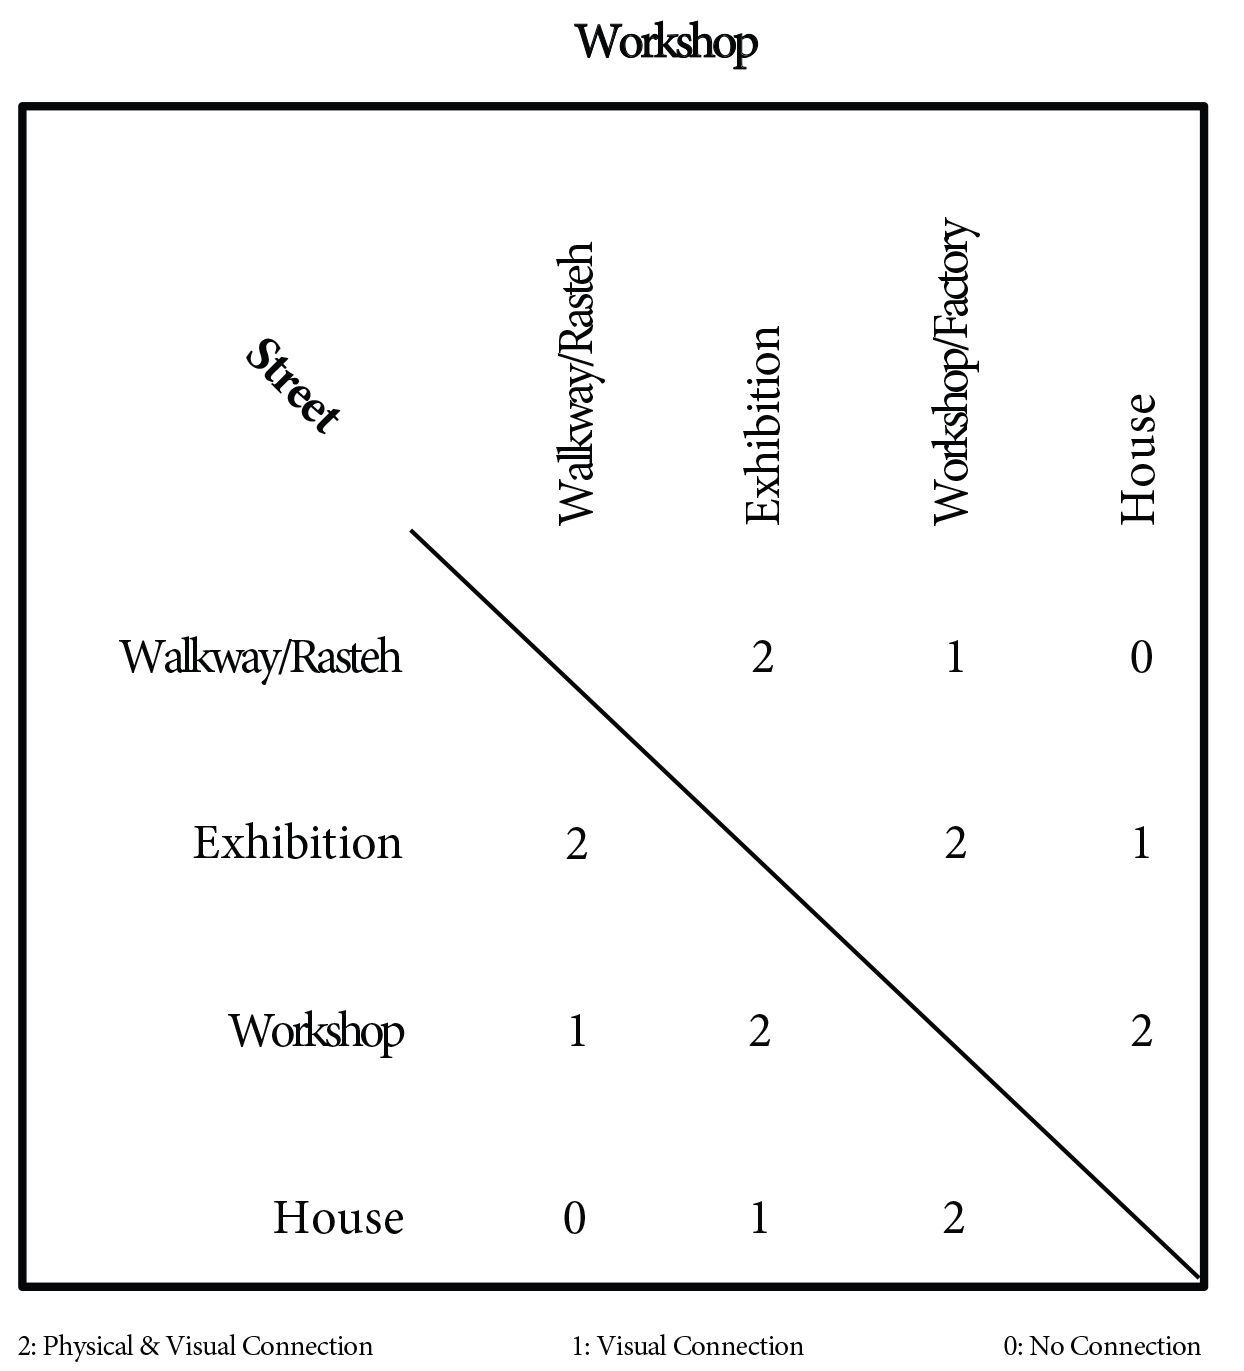 Workshop
Street
Walkway/Rasteh
Exhibition
Workshop/Factory
House
Walkway/Rasteh 2 1 0
Exhibition 2 2 1
Workshop 1 2 2
House 0 1 2
2: Physical & Visual Connection 1: Visual Connection 0: No Connection